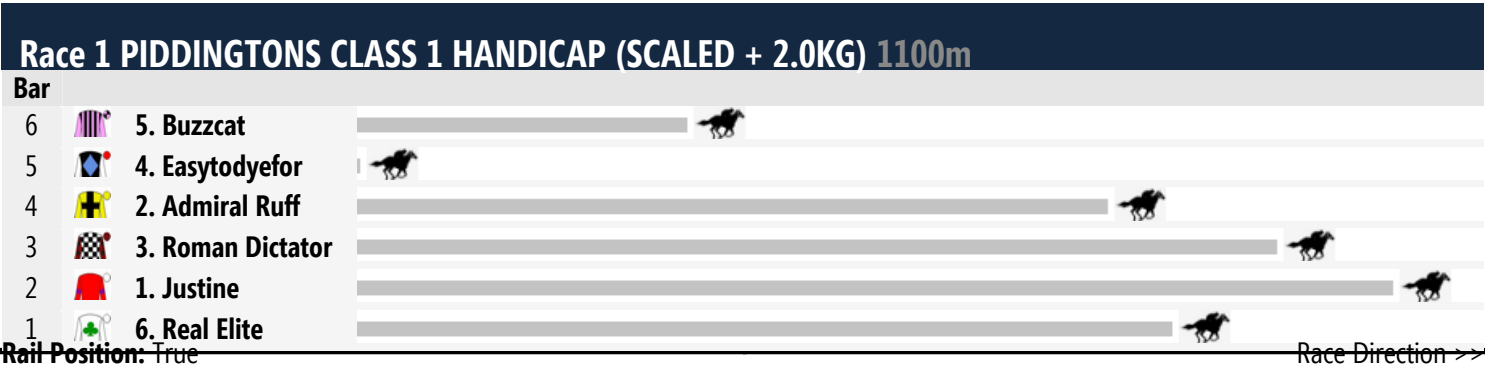 Race 1 PIDDINGTONS CLASS 1 HANDICAP (SCALED + 2.0KG) 1100m
Bar
6 5. Buzzcat
5 4. Easytodyefor
4 2. Admiral Ruff
3 3. Roman Dictator
2 1. Justine
1 6. Real Elite
Rail Position: True Race Direction >>